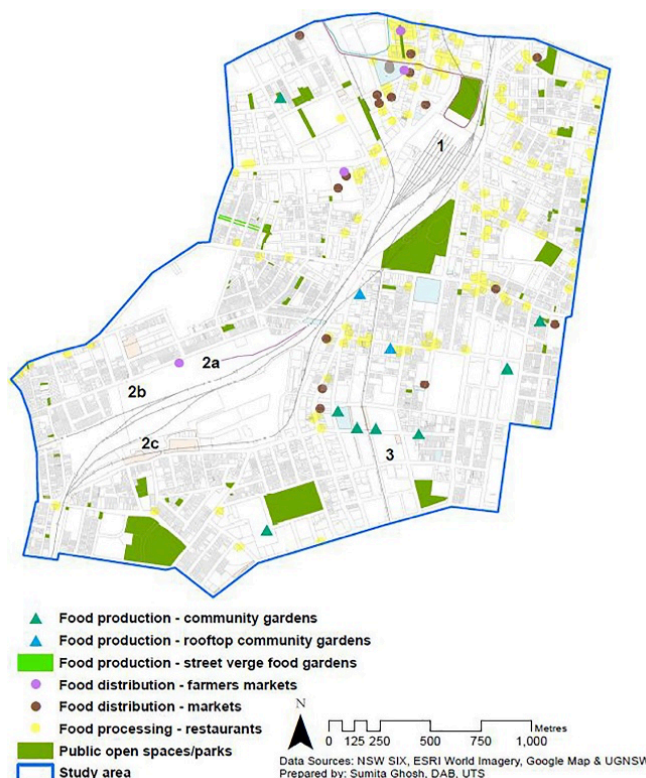 1
2a
2b
2c
3
Food production - community gardens
Food production - rooftop community gardens
Food production - street verge food gardens
Food distribution - farmers markets
Food distribution - markets
Food processing - restaurants
Public open spaces/parks
Study area
N
Metres
0 125 250 500 750 1,000
Data Sources: NSW SIX, ESRI World Imagery, Google Map & UGNSW
Prepared by: Sumita Ghosh, DAB, UTS